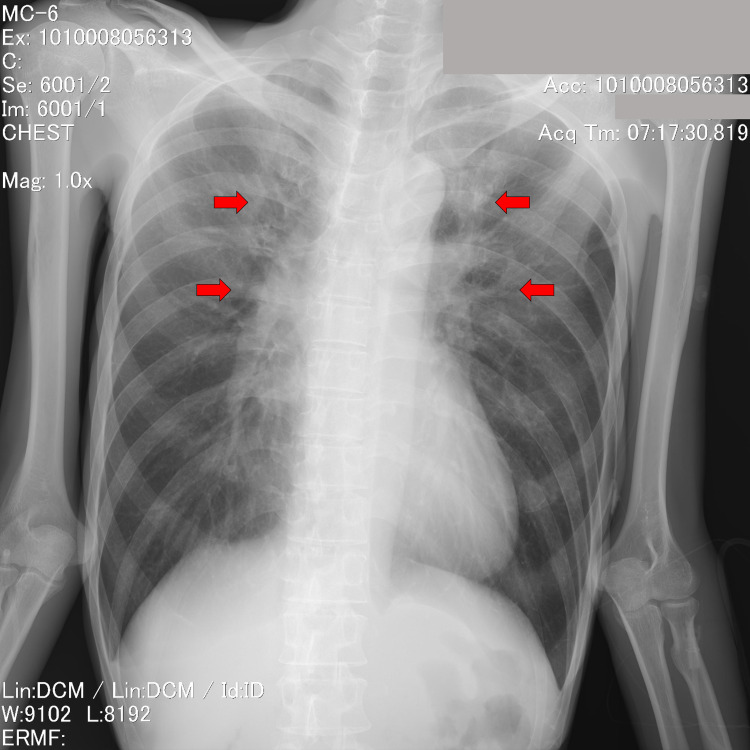 MC-6
Ex: 1010008056313
C:
Se: 6001/2
Im: 6001/1
CHEST
Mag: 1.0x
Acc: 1010008056313
Acq Tm: 07:17:30.819
Lin:DCM / Lin:DCM / Id:ID
W:9102 L:8192
ERMF: